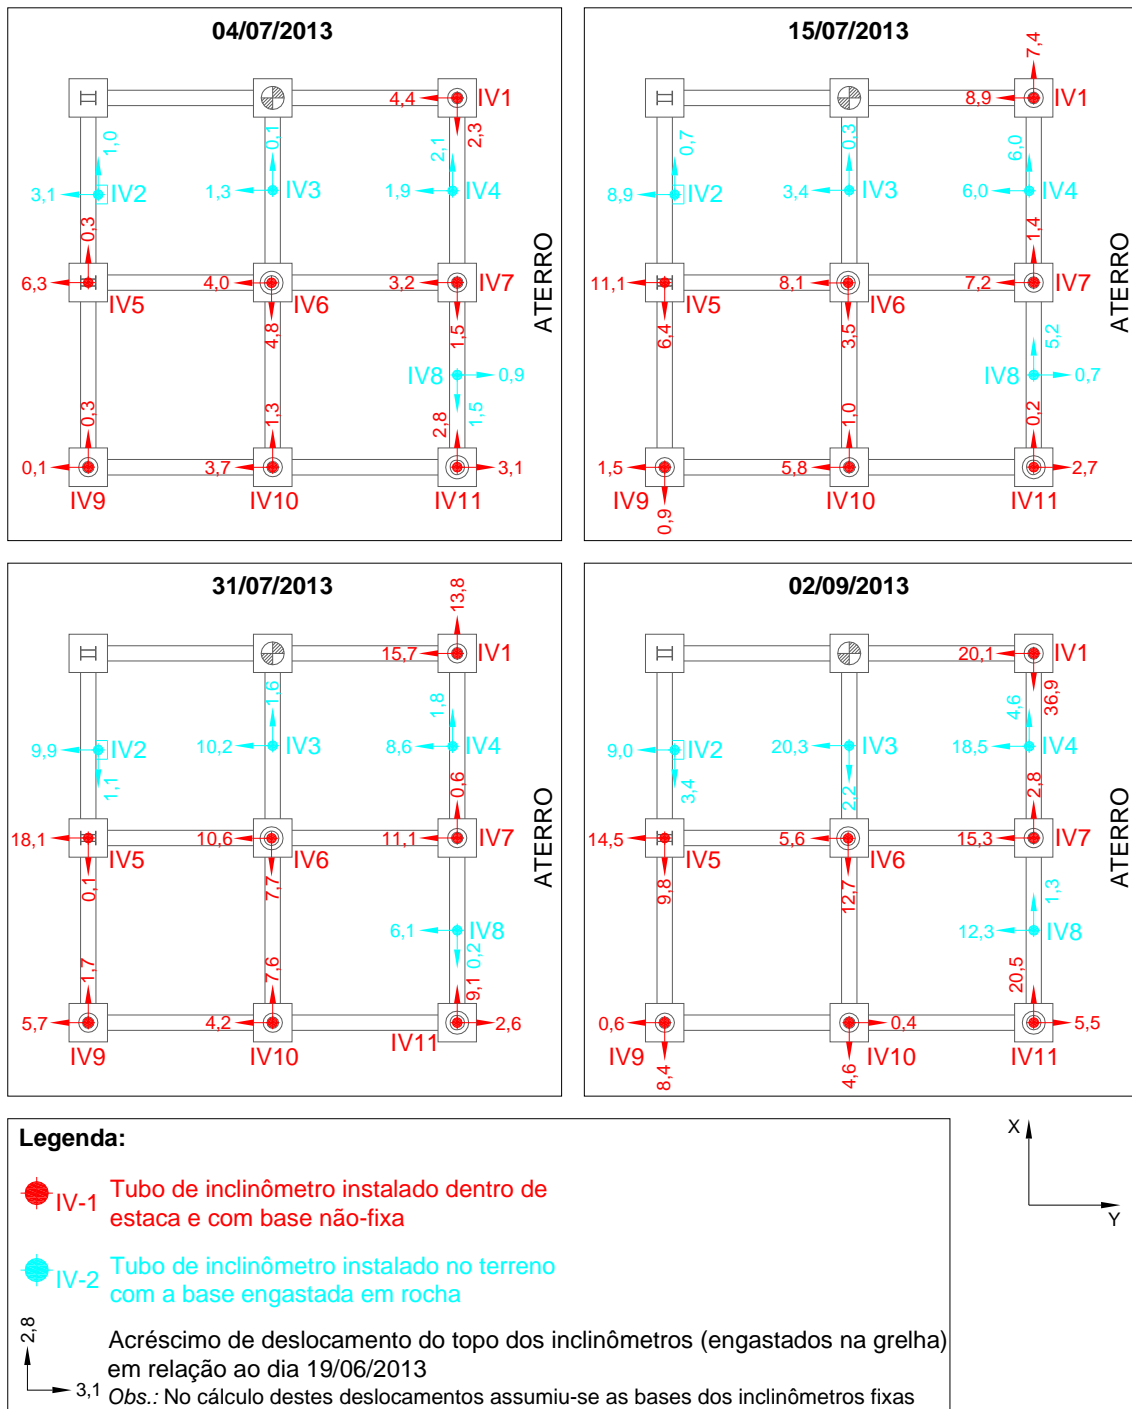 04/07/2013
4,4
IV1
2,3
1,0
0,1
2,1
3,1
IV2
1,3
IV3
1,9
IV4
0,3
ATERRO
6,3
IV5
4,0
IV6
3,2
IV7
4,8
1,5
IV8
0,9
1,5
0,3
1,3
2,8
0,1
3,7
3,1
IV9
IV10
IV11
15/07/2013
7,4
8,9
IV1
0,7
0,3
6,0
8,9
IV2
3,4
IV3
6,0
IV4
1,4
ATERRO
11,1
IV5
8,1
IV6
7,2
IV7
6,4
3,5
5,2
IV8
0,7
1,0
0,2
1,5
5,8
2,7
IV9
IV10
IV11
0,9
31/07/2013
13,8
15,7
IV1
1,6
1,8
9,9
IV2
10,2
IV3
8,6
IV4
1,1
0,6
ATERRO
18,1
IV5
10,6
IV6
11,1
IV7
0,1
7,7
6,1
IV8
0,2
1,7
7,6
9,1
5,7
4,2
IV11
2,6
IV9
IV10
02/09/2013
20,1
IV1
36,9
4,6
9,0
IV2
20,3
IV3
18,5
IV4
3,4
2,2
2,8
ATERRO
14,5
IV5
5,6
IV6
15,3
IV7
9,8
12,7
1,3
12,3
IV8
20,5
0,6
0,4
5,5
IV9
IV10
IV11
8,4
4,6
Legenda:
IV-1
Tubo de inclinômetro instalado dentro de
estaca e com base não-fixa
IV-2
Tubo de inclinômetro instalado no terreno
com a base engastada em rocha
2,8
3,1
Acréscimo de deslocamento do topo dos inclinômetros (engastados na grelha)
em relação ao dia 19/06/2013
Obs.: No cálculo destes deslocamentos assumiu-se as bases dos inclinômetros fixas
X
Y